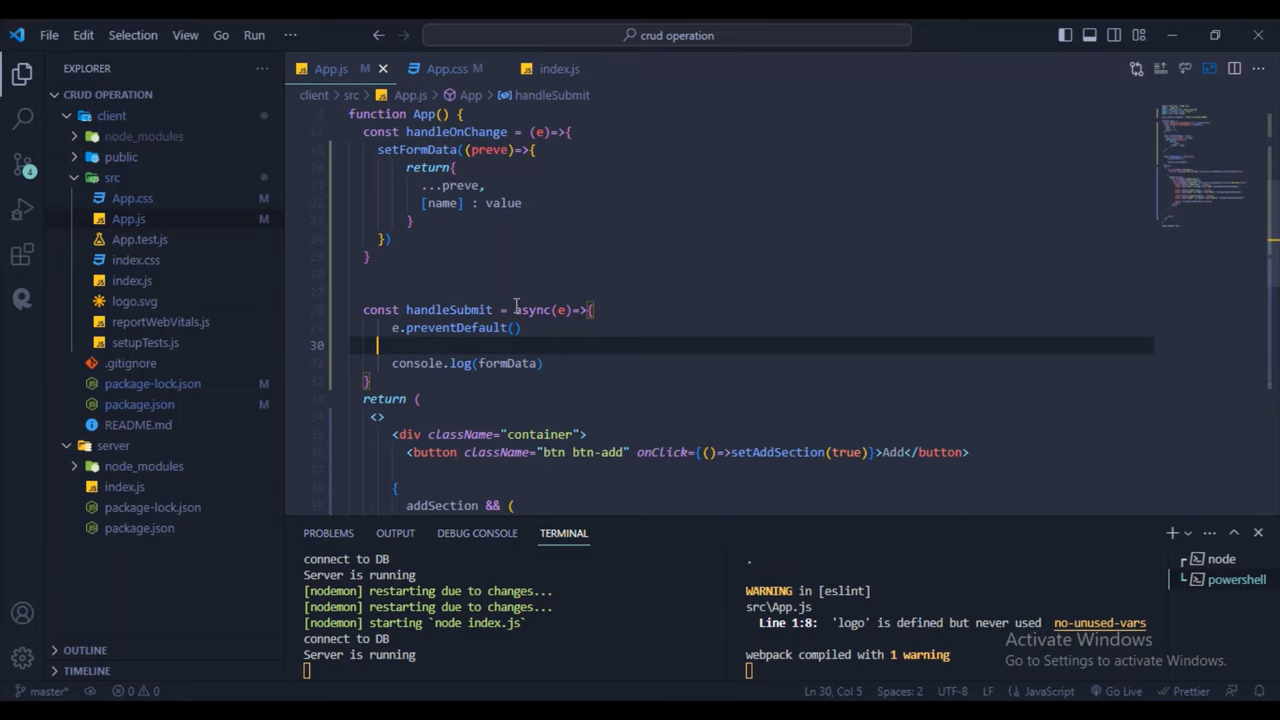 File Edit Selection View Go Run ··· crud operation
EXPLORER ···
CRUD OPERATION
client
node_modules
public
src
App.css M
App.js M
App.test.js
index.css
index.js
logo.svg
reportWebVitals.js
setupTests.js
.gitignore
package-lock.json M
package.json M
README.md
server
node_modules
index.js
package-lock.json
package.json
OUTLINE
TIMELINE
4
App.js M App.css M index.js
client > src > App.js > App > handleSubmit
function App() {
const handleOnChange = (e)=>{
setFormData((preve)=>{
return{
...preve,
[name] : value
}
})
}
const handleSubmit = async(e)=>{
e.preventDefault()
30
console.log(formData)
}
return (
<>
<div className="container">
<button className="btn btn-add" onClick={()=>setAddSection(true)}>Add</button>
{
addSection && (
PROBLEMS OUTPUT DEBUG CONSOLE TERMINAL
connect to DB
Server is running
[nodemon] restarting due to changes...
[nodemon] restarting due to changes...
[nodemon] starting `node index.js`
connect to DB
Server is running
.
WARNING in [eslint]
src\App.js
Line 1:8: 'logo' is defined but never used no-unused-vars
webpack compiled with 1 warning
node
powershell
Activate Windows
Go to Settings to activate Windows.
master* 0 0 Ln 30, Col 5 Spaces: 2 UTF-8 LF JavaScript Go Live Prettier